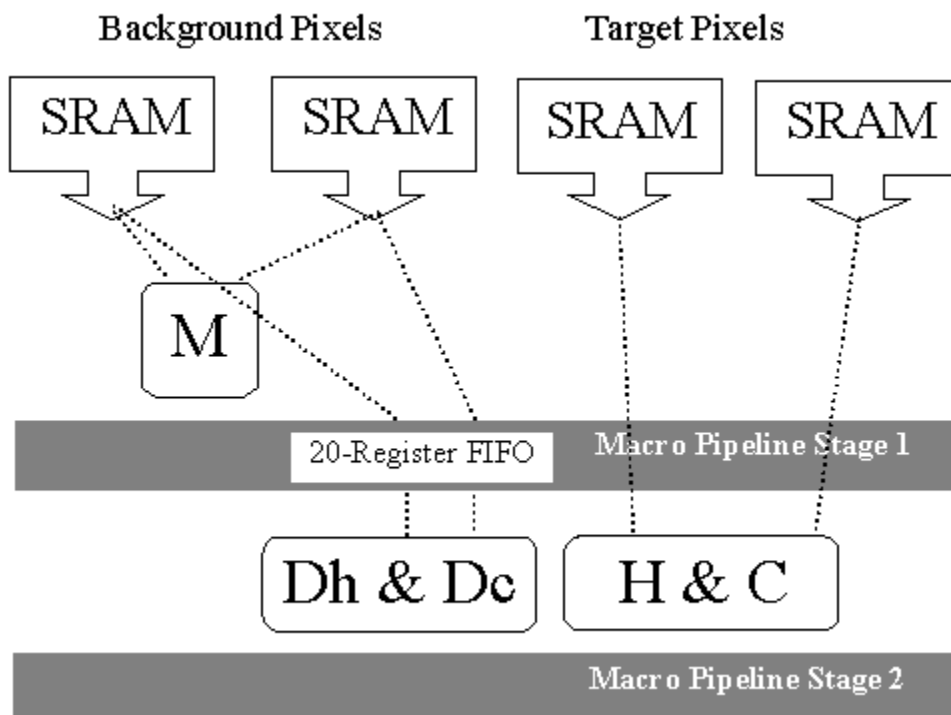 Background Pixels
Target Pixels
SRAM
SRAM
SRAM
SRAM
M
Macro Pipeline Stage 1
20-Register FIFO
Dh & Dc
H & C
Macro Pipeline Stage 2